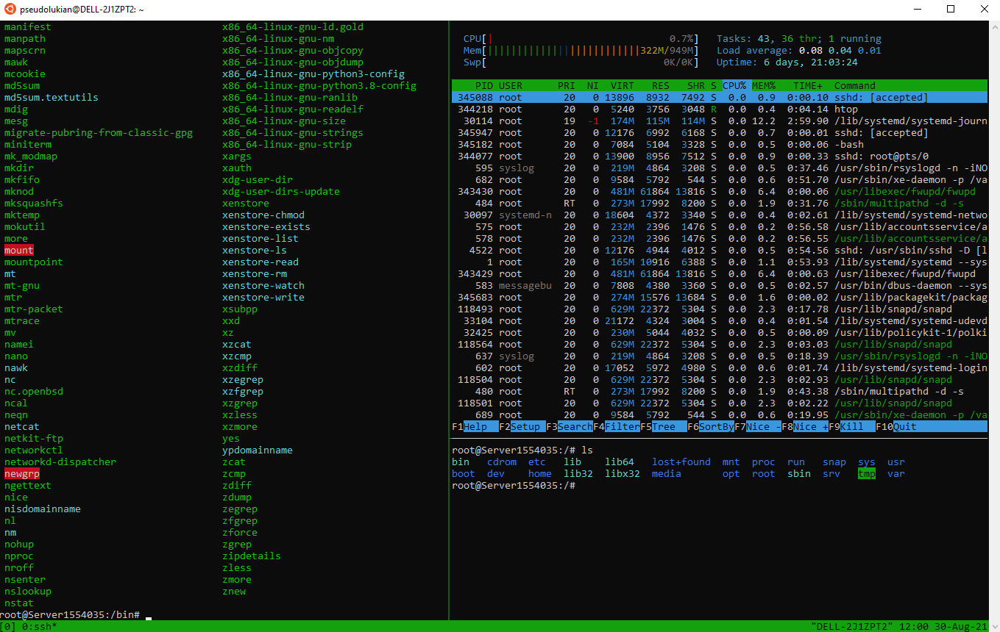 pseudolukian@DELL-2J1ZPT2: ~
manifest x86_64-linux-gnu-ld.gold
manpath x86_64-linux-gnu-nm
mapscrn x86_64-linux-gnu-objcopy
mawk x86_64-linux-gnu-objdump
mcookie x86_64-linux-gnu-python3-config
md5sum x86_64-linux-gnu-python3.8-config
md5sum.textutils x86_64-linux-gnu-ranlib
mdig x86_64-linux-gnu-readelf
mesg x86_64-linux-gnu-size
migrate-pubring-from-classic-gpg x86_64-linux-gnu-strings
miniterm x86_64-linux-gnu-strip
mk_modmap xargs
mkdir xauth
mkfifo xdg-user-dir
mknod xdg-user-dirs-update
mksquashfs xenstore
mktemp xenstore-chmod
mokutil xenstore-exists
more xenstore-list
mount xenstore-ls
mountpoint xenstore-read
mt xenstore-rm
mt-gnu xenstore-watch
mtr xenstore-write
mtr-packet xsubpp
mtrace xxd
mv xz
namei xzcat
nano xzcmp
nawk xzdiff
nc xzegrep
nc.openbsd xzfgrep
ncal xzgrep
neqn xzless
netcat xzmore
netkit-ftp yes
networkctl ypdomainname
networkd-dispatcher zcat
newgrp zcmp
ngettext zdiff
nice zdump
nisdomainname zegrep
nl zfgrep
nm zforce
nohup zgrep
nproc zipdetails
nroff zless
nsenter zmore
nslookup znew
nstat
root@Server1554035:/bin#
CPU[| 0.7%] Tasks: 43, 36 thr; 1 running
Mem[||||||||||||||||||||||||||322M/949M] Load average: 0.08 0.04 0.01
Swp[ 0K/0K] Uptime: 6 days, 21:03:24
PID USER PRI NI VIRT RES SHR S CPU% MEM% TIME+ Command
345088 root 20 0 13896 8932 7492 S 0.0 0.9 0:00.10 sshd: [accepted]
344218 root 20 0 5240 3756 3048 R 0.0 0.4 0:04.14 htop
30114 root 19 -1 174M 115M 114M S 0.0 12.2 2:59.90 /lib/systemd/systemd-journ
345947 root 20 0 12176 6992 6168 S 0.0 0.7 0:00.01 sshd: [accepted]
345182 root 20 0 7084 5104 3328 S 0.0 0.5 0:00.06 -bash
344077 root 20 0 13900 8956 7512 S 0.0 0.9 0:00.33 sshd: root@pts/0
595 syslog 20 0 219M 4864 3208 S 0.0 0.5 0:37.46 /usr/sbin/rsyslogd -n -iNO
682 root 20 0 9584 5792 544 S 0.0 0.6 0:51.70 /usr/sbin/xe-daemon -p /va
343430 root 20 0 481M 61864 13816 S 0.0 6.4 0:00.06 /usr/libexec/fwupd/fwupd
484 root RT 0 273M 17992 8200 S 0.0 1.9 0:31.76 /sbin/multipathd -d -s
30097 systemd-n 20 0 18604 4372 3340 S 0.0 0.4 0:02.61 /lib/systemd/systemd-netwo
575 root 20 0 232M 2396 1476 S 0.0 0.2 0:56.58 /usr/lib/accountsservice/a
578 root 20 0 232M 2396 1476 S 0.0 0.2 0:56.55 /usr/lib/accountsservice/a
4522 root 20 0 12176 4944 4012 S 0.0 0.5 0:54.56 sshd: /usr/sbin/sshd -D [l
1 root 20 0 165M 10916 6388 S 0.0 1.1 0:53.93 /lib/systemd/systemd --sys
343429 root 20 0 481M 61864 13816 S 0.0 6.4 0:00.63 /usr/libexec/fwupd/fwupd
583 messagebu 20 0 7808 4380 3360 S 0.0 0.5 0:02.57 /usr/bin/dbus-daemon --sys
345683 root 20 0 274M 15576 13684 S 0.0 1.6 0:00.02 /usr/lib/packagekit/packag
118493 root 20 0 629M 22372 5304 S 0.0 2.3 0:17.78 /usr/lib/snapd/snapd
33104 root 20 0 21172 4324 3004 S 0.0 0.4 0:01.54 /lib/systemd/systemd-udevd
32425 root 20 0 230M 5044 4032 S 0.0 0.5 0:00.09 /usr/lib/policykit-1/polki
118564 root 20 0 629M 22372 5304 S 0.0 2.3 0:03.03 /usr/lib/snapd/snapd
637 syslog 20 0 219M 4864 3208 S 0.0 0.5 0:18.39 /usr/sbin/rsyslogd -n -iNO
602 root 20 0 17052 5972 4980 S 0.0 0.6 0:01.74 /lib/systemd/systemd-login
118504 root 20 0 629M 22372 5304 S 0.0 2.3 0:02.93 /usr/lib/snapd/snapd
480 root RT 0 273M 17992 8200 S 0.0 1.9 0:43.38 /sbin/multipathd -d -s
118501 root 20 0 629M 22372 5304 S 0.0 2.3 0:02.22 /usr/lib/snapd/snapd
689 root 20 0 9584 5792 544 S 0.0 0.6 0:19.95 /usr/sbin/xe-daemon -p /va
F1Help F2Setup F3SearchF4FilterF5Tree F6SortByF7Nice -F8Nice +F9Kill F10Quit
root@Server1554035:/# ls
bin cdrom etc lib lib64 lost+found mnt proc run snap sys usr
boot dev home lib32 libx32 media opt root sbin srv tmp var
root@Server1554035:/#
[0] 0:ssh* "DELL-2J1ZPT2" 12:00 30-Aug-21